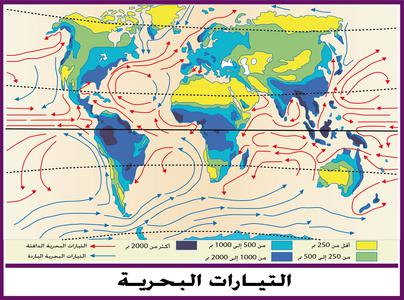 أقل من 250 م
من 500 إلى 1000 م
أكثر من 2000 م
التيارات البحرية الدافئة
من 250 إلى 500 م
من 1000 إلى 2000 م
التيارات البحرية الباردة
التيارات البحرية